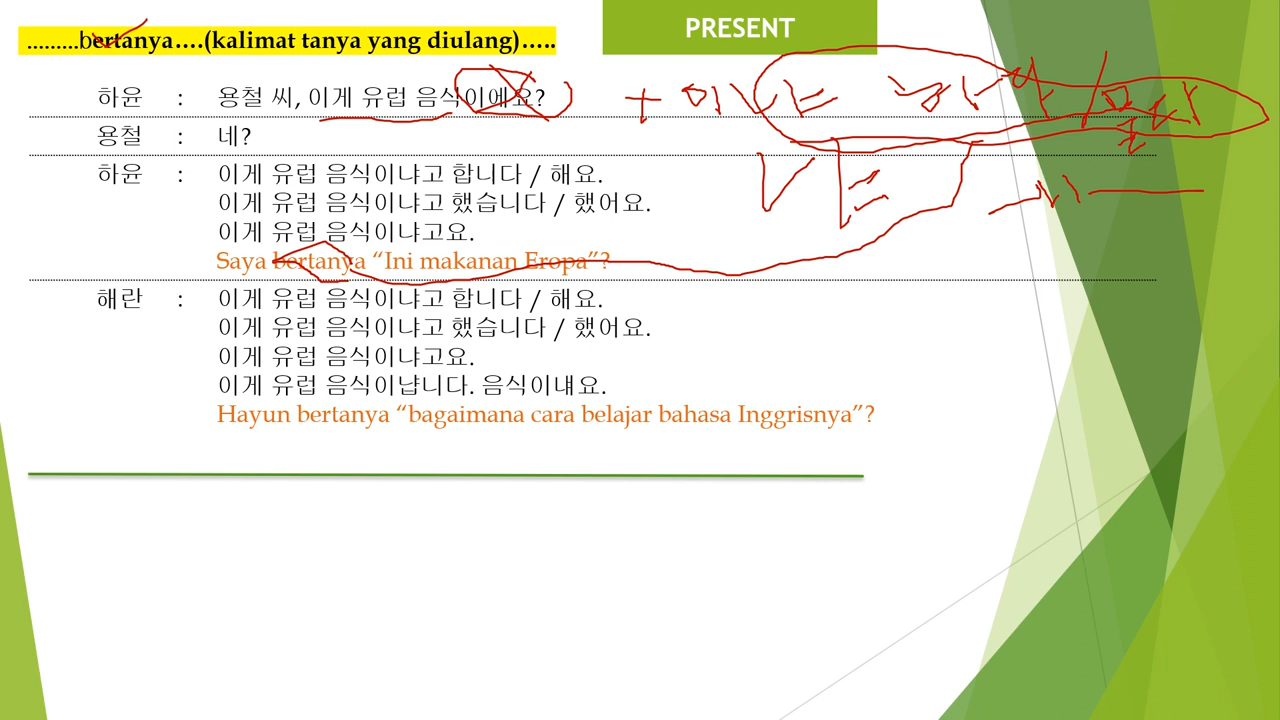 PRESENT
.........bertanya....(kalimat tanya yang diulang).....
하윤 : 용철 씨, 이게 유럽 음식이에요?
용철 : 네?
하윤 : 이게 유럽 음식이냐고 합니다 / 해요.
이게 유럽 음식이냐고 했습니다 / 했어요.
이게 유럽 음식이냐고요.
Saya bertanya “Ini makanan Eropa”?
해란 : 이게 유럽 음식이냐고 합니다 / 해요.
이게 유럽 음식이냐고 했습니다 / 했어요.
이게 유럽 음식이냐고요.
이게 유럽 음식이냡니다. 음식이냬요.
Hayun bertanya “bagaimana cara belajar bahasa Inggrisnya”?